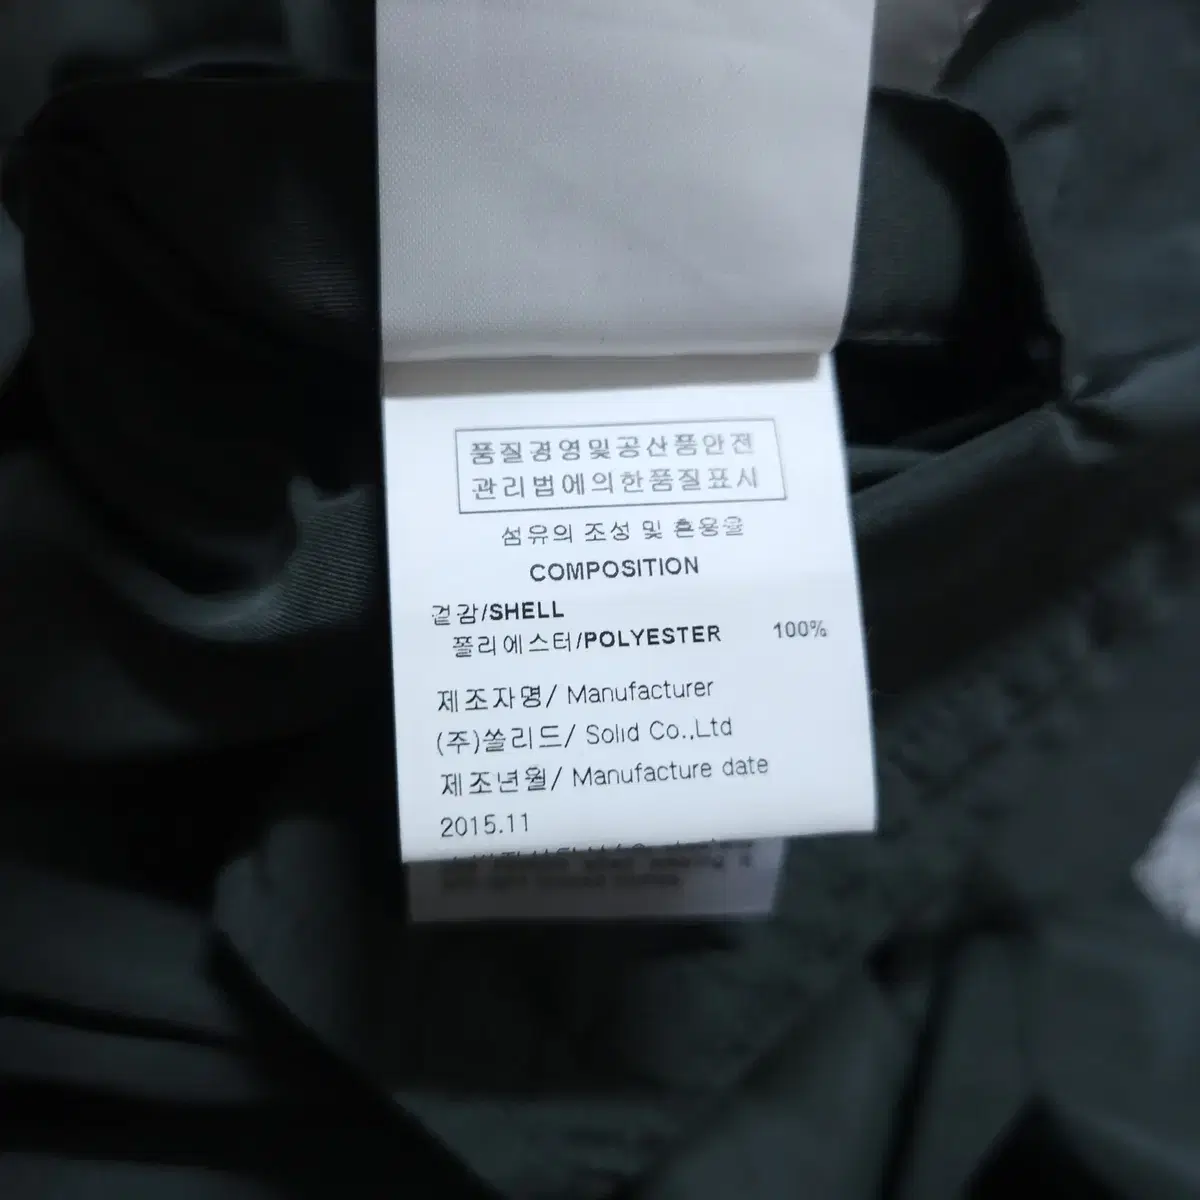 품질경영및공산품안전
관리법에의한품질표시
섬유의 조성 및 혼용율
COMPOSITION
겉감/SHELL
폴리에스터/POLYESTER 100%
제조자명/ Manufacturer
(주)쏠리드/ Solid Co.,Ltd
제조년월/ Manufacture date
2015.11